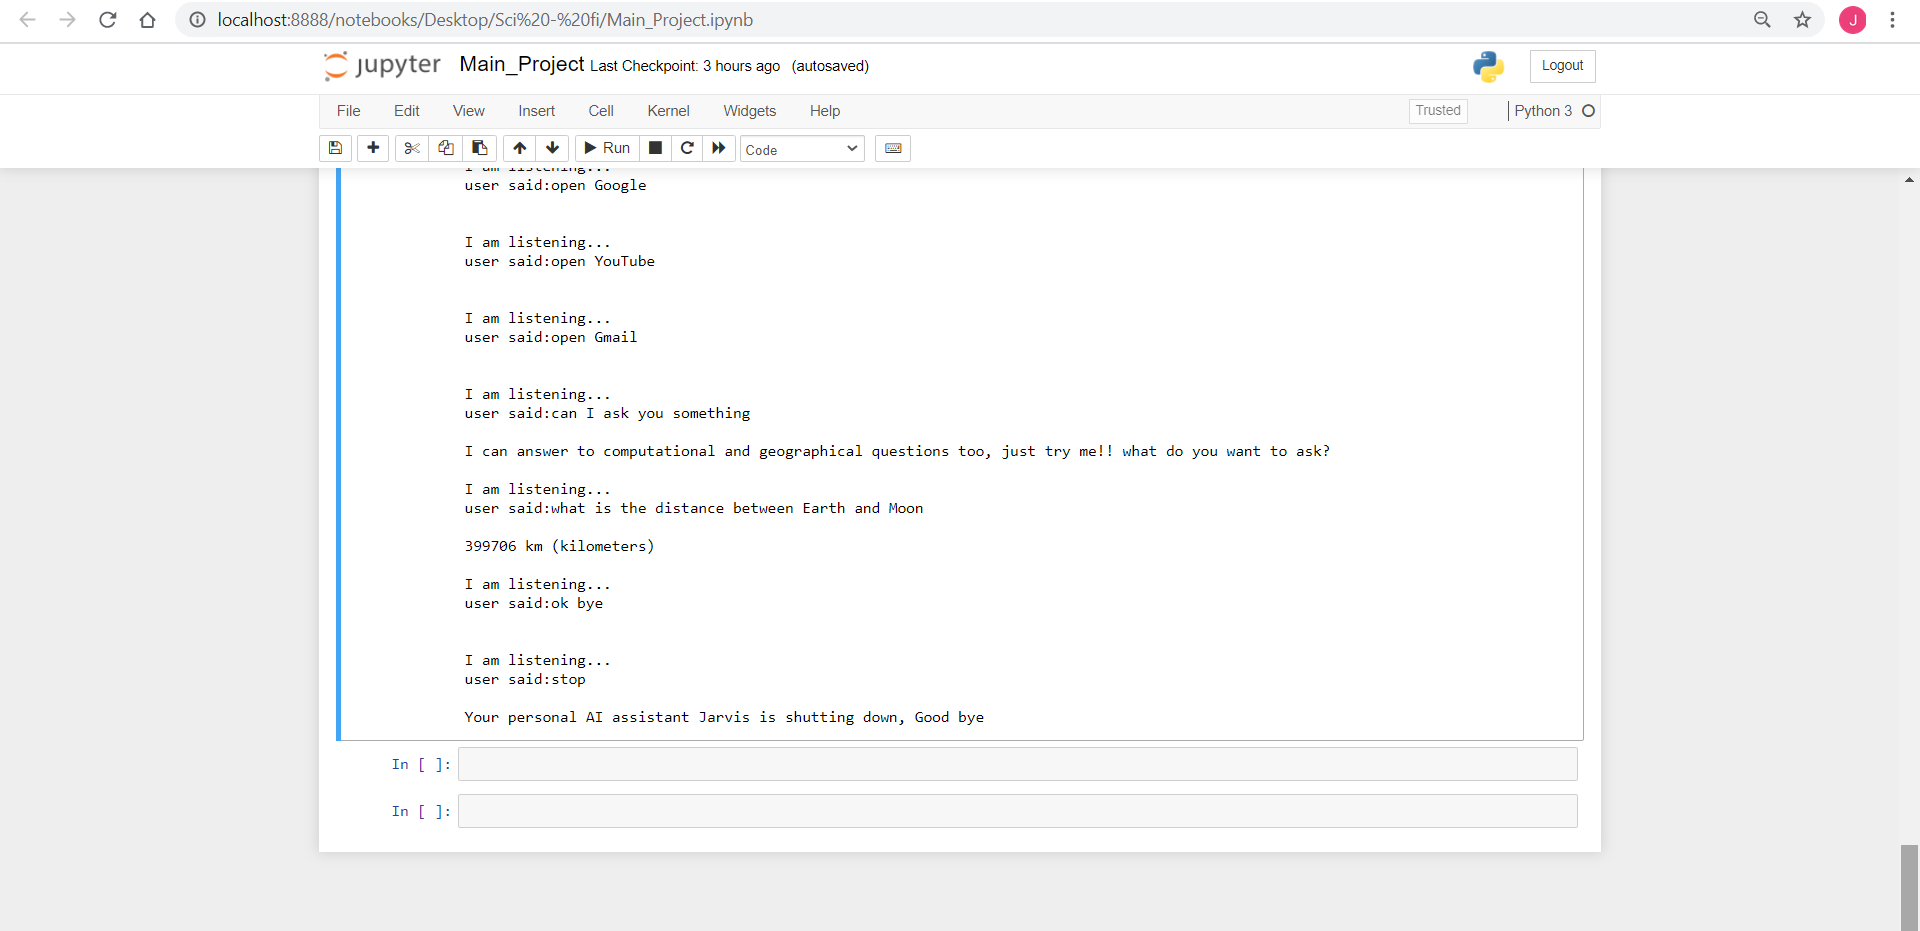 localhost:8888/notebooks/Desktop/Sci%20-%20fi/Main_Project.ipynb
J
jupyter Main_Project Last Checkpoint: 3 hours ago (autosaved)
Logout
File Edit View Insert Cell Kernel Widgets Help
Trusted
Python 3
Run
Code
I am listening...
user said:open Google
I am listening...
user said:open YouTube
I am listening...
user said:open Gmail
I am listening...
user said:can I ask you something
I can answer to computational and geographical questions too, just try me!! what do you want to ask?
I am listening...
user said:what is the distance between Earth and Moon
399706 km (kilometers)
I am listening...
user said:ok bye
I am listening...
user said:stop
Your personal AI assistant Jarvis is shutting down, Good bye
In [ ]:
In [ ]: